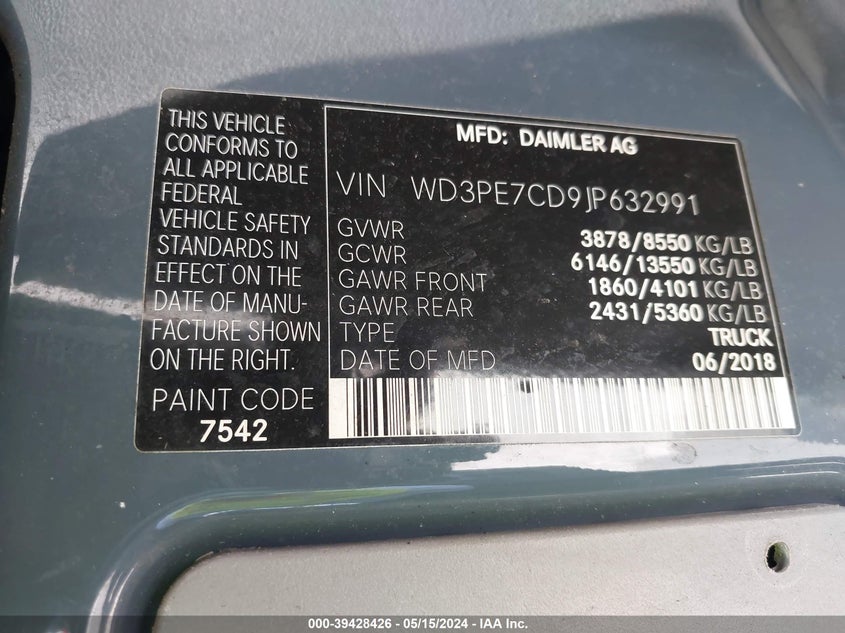 THIS VEHICLE
CONFORMS TO
ALL APPLICABLE
FEDERAL
VEHICLE SAFETY
STANDARDS IN
EFFECT ON THE
DATE OF MANU-
FACTURE SHOWN
ON THE RIGHT.
PAINT CODE
7542
MFD: DAIMLER AG
VIN WD3PE7CD9JP632991
GVWR 3878/8550 KG/LB
GCWR 6146/13550 KG/LB
GAWR FRONT 1860/4101 KG/LB
GAWR REAR 2431/5360 KG/LB
TYPE TRUCK
DATE OF MFD 06/2018
000-39428426 - 05/15/2024 - IAA Inc.